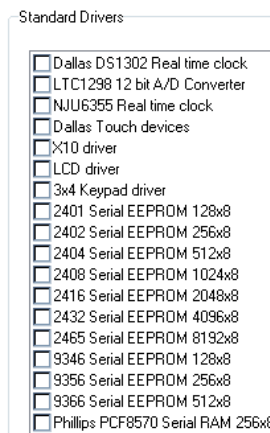 Standard Drivers
Dallas DS1302 Real time clock
LTC1298 12 bit A/D Converter
NJU6355 Real time clock
Dallas Touch devices
X10 driver
LCD driver
3x4 Keypad driver
2401 Serial EEPROM 128x8
2402 Serial EEPROM 256x8
2404 Serial EEPROM 512x8
2408 Serial EEPROM 1024x8
2416 Serial EEPROM 2048x8
2432 Serial EEPROM 4096x8
2465 Serial EEPROM 8192x8
9346 Serial EEPROM 128x8
9356 Serial EEPROM 256x8
9366 Serial EEPROM 512x8
Phillips PCF8570 Serial RAM 256x8